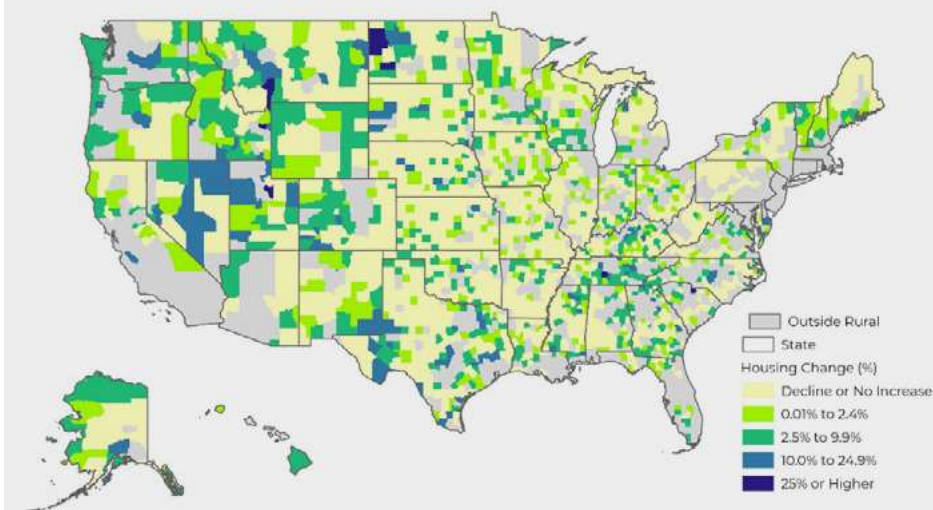 Outside Rural
State
Housing Change (%)
Decline or No Increase
0.01% to 2.4%
2.5% to 9.9%
10.0% to 24.9%
25% or Higher